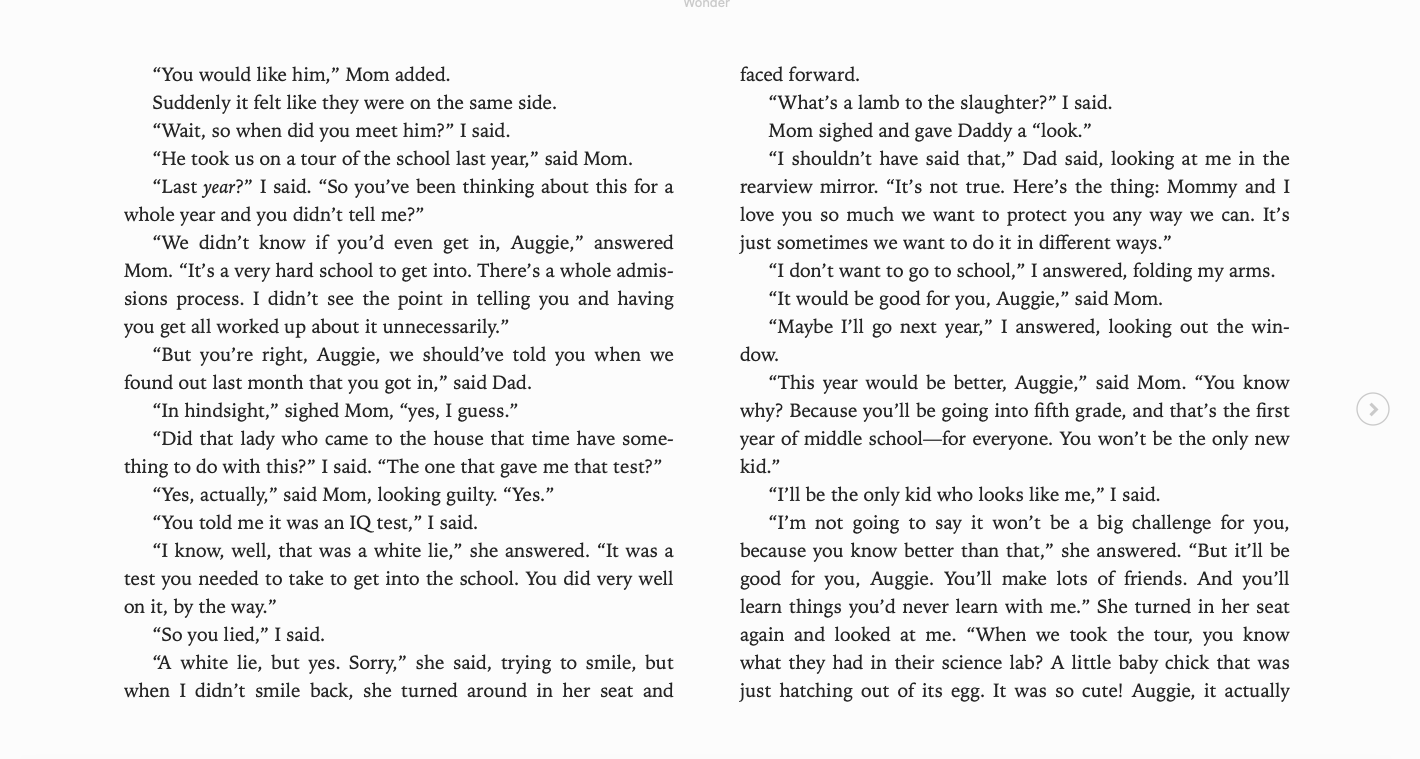 Wonder
“You would like him,” Mom added.
Suddenly it felt like they were on the same side.
“Wait, so when did you meet him?” I said.
“He took us on a tour of the school last year,” said Mom.
“Last year?” I said. “So you’ve been thinking about this for a
whole year and you didn’t tell me?”
“We didn’t know if you’d even get in, Auggie,” answered
Mom. “It’s a very hard school to get into. There’s a whole admis-
sions process. I didn’t see the point in telling you and having
you get all worked up about it unnecessarily.”
“But you’re right, Auggie, we should’ve told you when we
found out last month that you got in,” said Dad.
“In hindsight,” sighed Mom, “yes, I guess.”
“Did that lady who came to the house that time have some-
thing to do with this?” I said. “The one that gave me that test?”
“Yes, actually,” said Mom, looking guilty. “Yes.”
“You told me it was an IQ test,” I said.
“I know, well, that was a white lie,” she answered. “It was a
test you needed to take to get into the school. You did very well
on it, by the way.”
“So you lied,” I said.
“A white lie, but yes. Sorry,” she said, trying to smile, but
when I didn’t smile back, she turned around in her seat and
faced forward.
“What’s a lamb to the slaughter?” I said.
Mom sighed and gave Daddy a “look.”
“I shouldn’t have said that,” Dad said, looking at me in the
rearview mirror. “It’s not true. Here’s the thing: Mommy and I
love you so much we want to protect you any way we can. It’s
just sometimes we want to do it in different ways.”
“I don’t want to go to school,” I answered, folding my arms.
“It would be good for you, Auggie,” said Mom.
“Maybe I’ll go next year,” I answered, looking out the win-
dow.
“This year would be better, Auggie,” said Mom. “You know
why? Because you’ll be going into fifth grade, and that’s the first
year of middle school—for everyone. You won’t be the only new
kid.”
“I’ll be the only kid who looks like me,” I said.
“I’m not going to say it won’t be a big challenge for you,
because you know better than that,” she answered. “But it’ll be
good for you, Auggie. You’ll make lots of friends. And you’ll
learn things you’d never learn with me.” She turned in her seat
again and looked at me. “When we took the tour, you know
what they had in their science lab? A little baby chick that was
just hatching out of its egg. It was so cute! Auggie, it actually